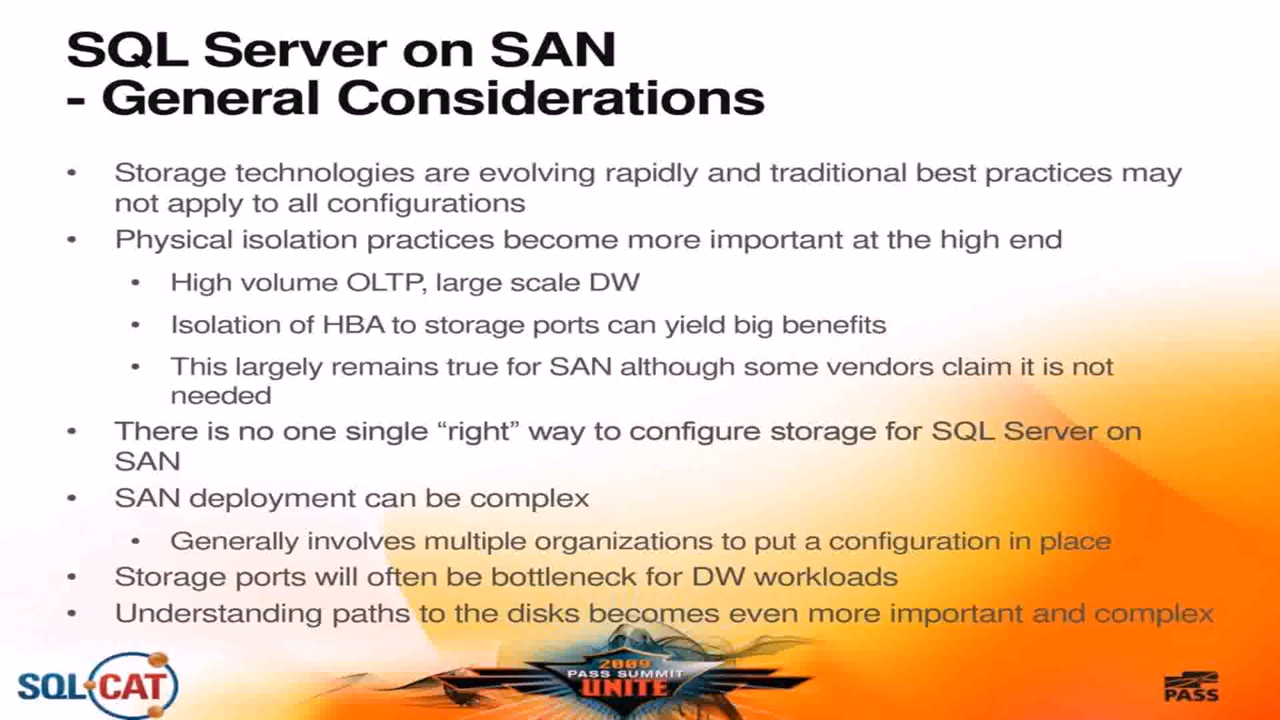 SQL Server on SAN
- General Considerations
• Storage technologies are evolving rapidly and traditional best practices may
not apply to all configurations
• Physical isolation practices become more important at the high end
• High volume OLTP, large scale DW
• Isolation of HBA to storage ports can yield big benefits
• This largely remains true for SAN although some vendors claim it is not
needed
• There is no one single “right” way to configure storage for SQL Server on
SAN
• SAN deployment can be complex
• Generally involves multiple organizations to put a configuration in place
• Storage ports will often be bottleneck for DW workloads
• Understanding paths to the disks becomes even more important and complex
SQL CAT
2009
PASS SUMMIT
UNITE
PASS